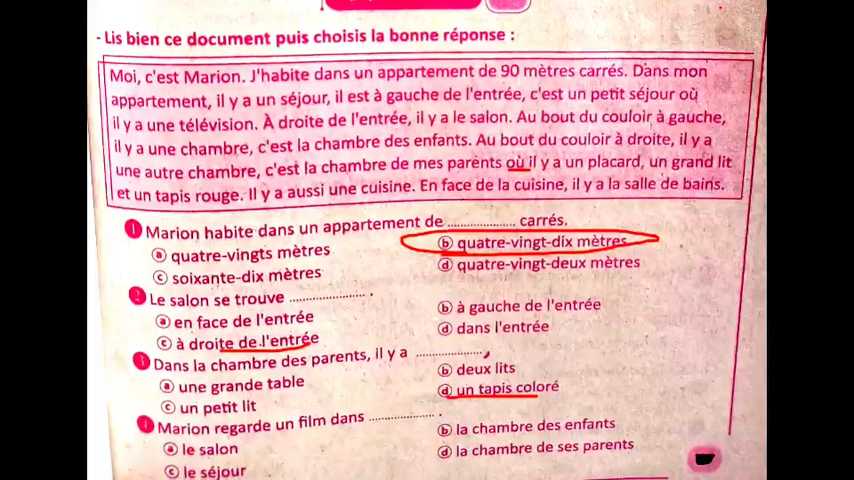 - Lis bien ce document puis choisis la bonne réponse :
Moi, c'est Marion. J'habite dans un appartement de 90 mètres carrés. Dans mon
appartement, il y a un séjour, il est à gauche de l'entrée, c'est un petit séjour où
il y a une télévision. À droite de l'entrée, il y a le salon. Au bout du couloir à gauche,
il y a une chambre, c'est la chambre des enfants. Au bout du couloir à droite, il y a
une autre chambre, c'est la chambre de mes parents où il y a un placard, un grand lit
et un tapis rouge. Il y a aussi une cuisine. En face de la cuisine, il y a la salle de bains.
1 Marion habite dans un appartement de .................... carrés.
a quatre-vingts mètres
b quatre-vingt-dix mètres
c soixante-dix mètres
d quatre-vingt-deux mètres
2 Le salon se trouve .................... .
a en face de l'entrée
b à gauche de l'entrée
c à droite de l'entrée
d dans l'entrée
3 Dans la chambre des parents, il y a .................... .
a une grande table
b deux lits
c un petit lit
d un tapis coloré
4 Marion regarde un film dans .................... .
a le salon
b la chambre des enfants
c le séjour
d la chambre de ses parents